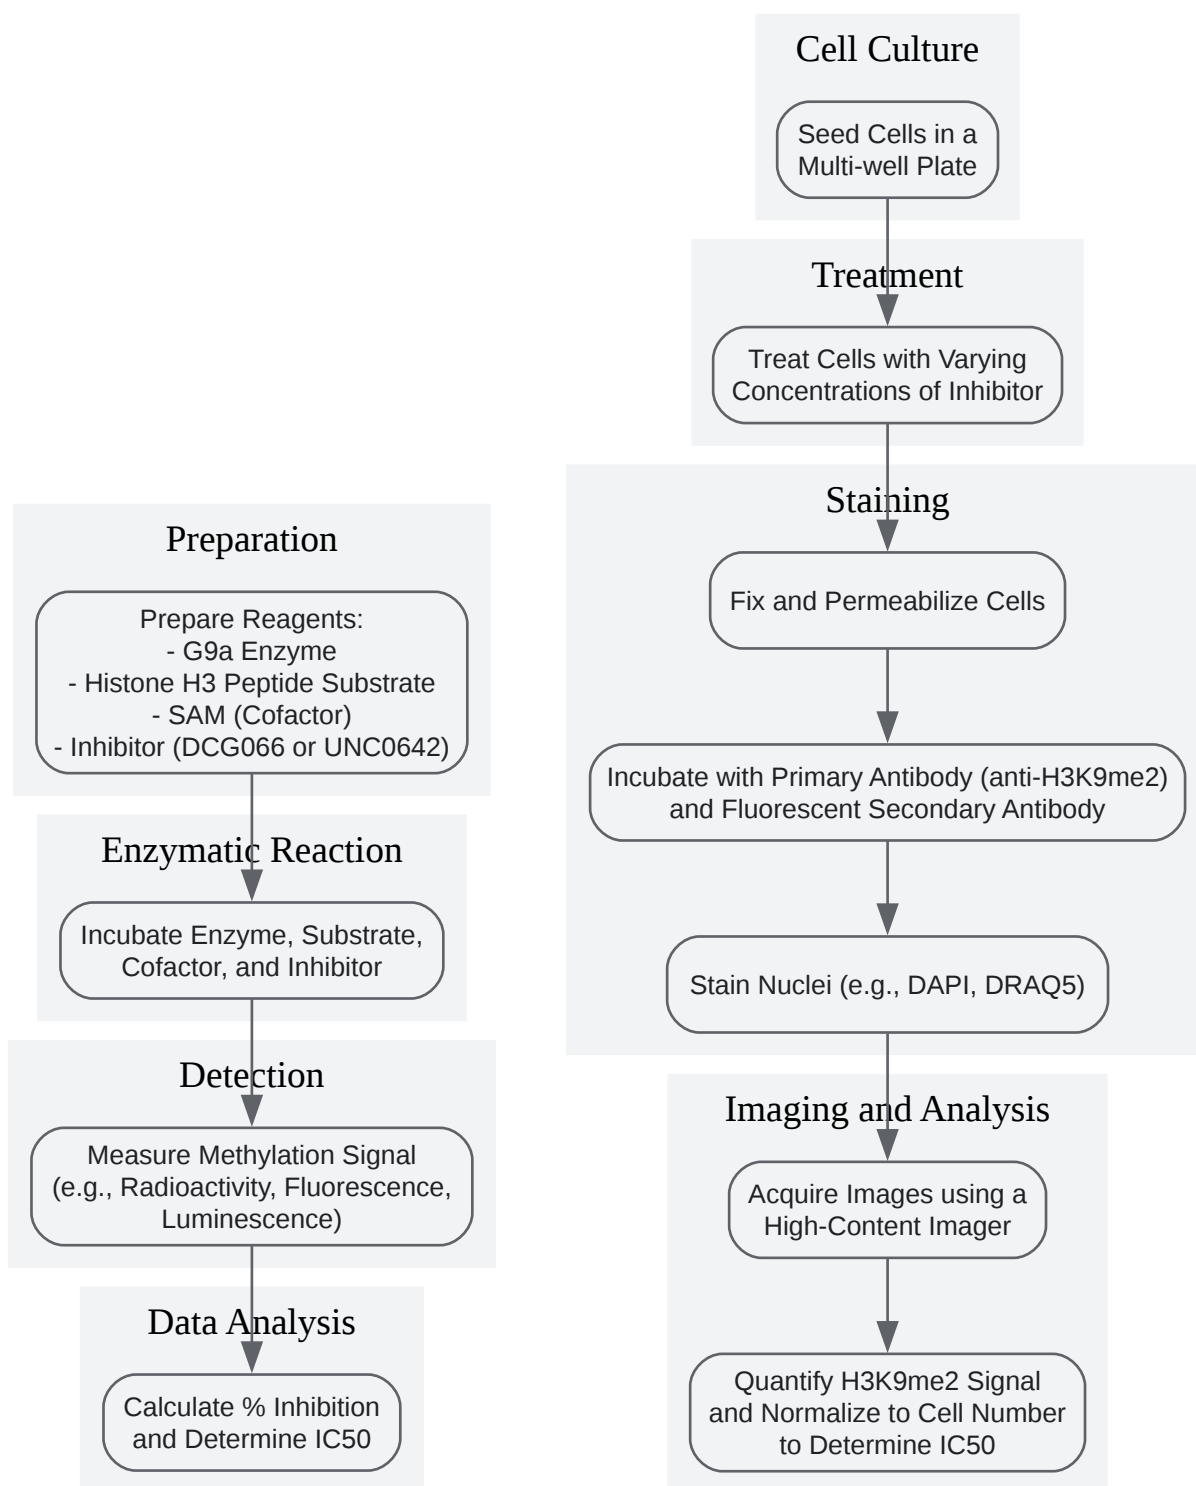 Preparation
Prepare Reagents:
- G9a Enzyme
- Histone H3 Peptide Substrate
- SAM (Cofactor)
- Inhibitor (DCG066 or UNC0642)
Enzymatic Reaction
Incubate Enzyme, Substrate,
Cofactor, and Inhibitor
Detection
Measure Methylation Signal
(e.g., Radioactivity, Fluorescence,
Luminescence)
Data Analysis
Calculate % Inhibition
and Determine IC50
Cell Culture
Seed Cells in a
Multi-well Plate
Treatment
Treat Cells with Varying
Concentrations of Inhibitor
Staining
Fix and Permeabilize Cells
Incubate with Primary Antibody (anti-H3K9me2)
and Fluorescent Secondary Antibody
Stain Nuclei (e.g., DAPI, DRAQ5)
Imaging and Analysis
Acquire Images using a
High-Content Imager
Quantify H3K9me2 Signal
and Normalize to Cell Number
to Determine IC50